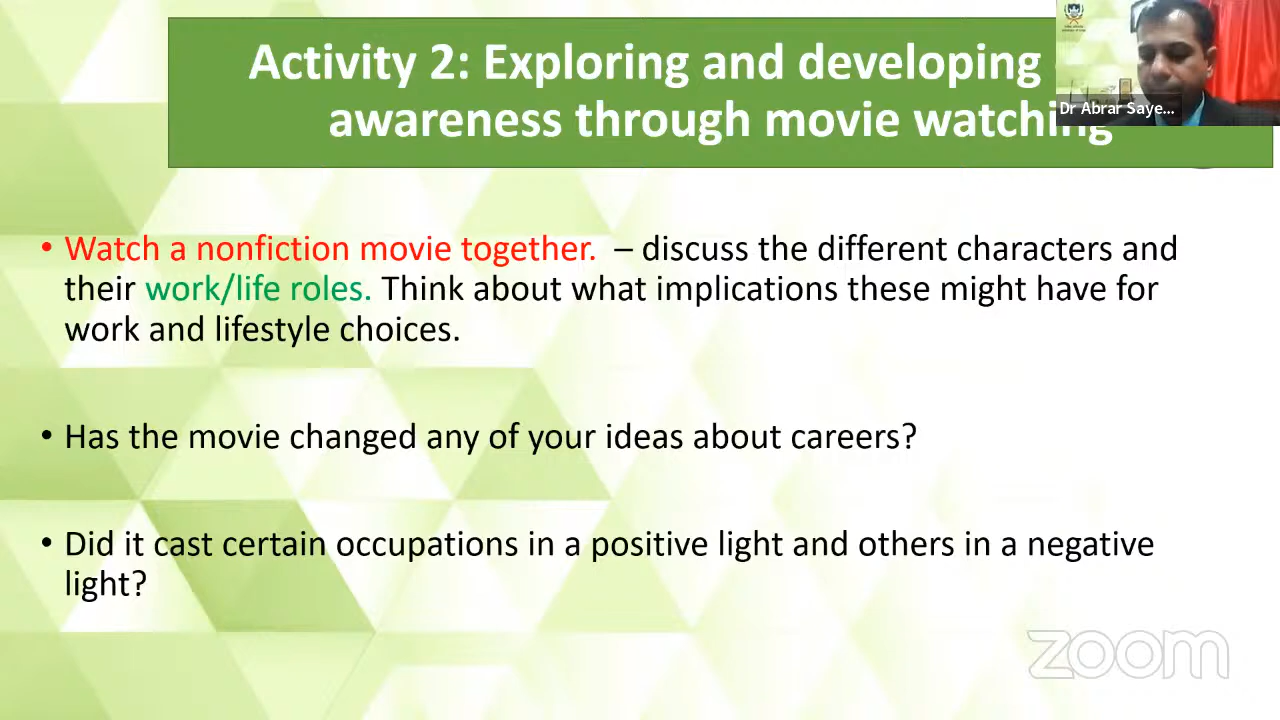 Activity 2: Exploring and developing
awareness through movie watching
Dr Abrar Saye...
• Watch a nonfiction movie together. – discuss the different characters and
their work/life roles. Think about what implications these might have for
work and lifestyle choices.
• Has the movie changed any of your ideas about careers?
• Did it cast certain occupations in a positive light and others in a negative
light?
zoom